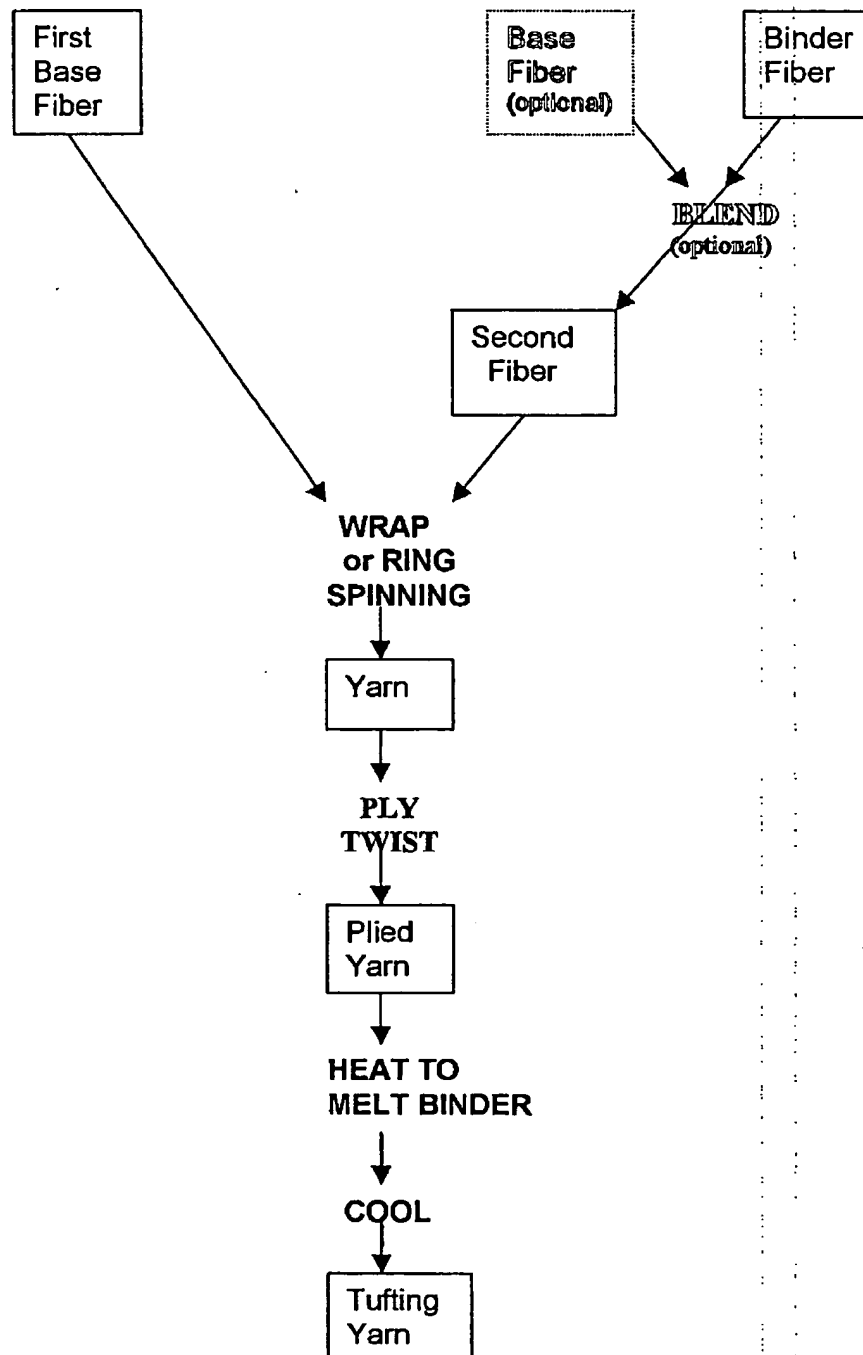 First
Base
Fiber
Base
Fiber
(optional)
Binder
Fiber
BLEND
(optional)
Second
Fiber
WRAP
or RING
SPINNING
Yarn
PLY
TWIST
Plied
Yarn
HEAT TO
MELT BINDER
COOL
Tufting
Yarn